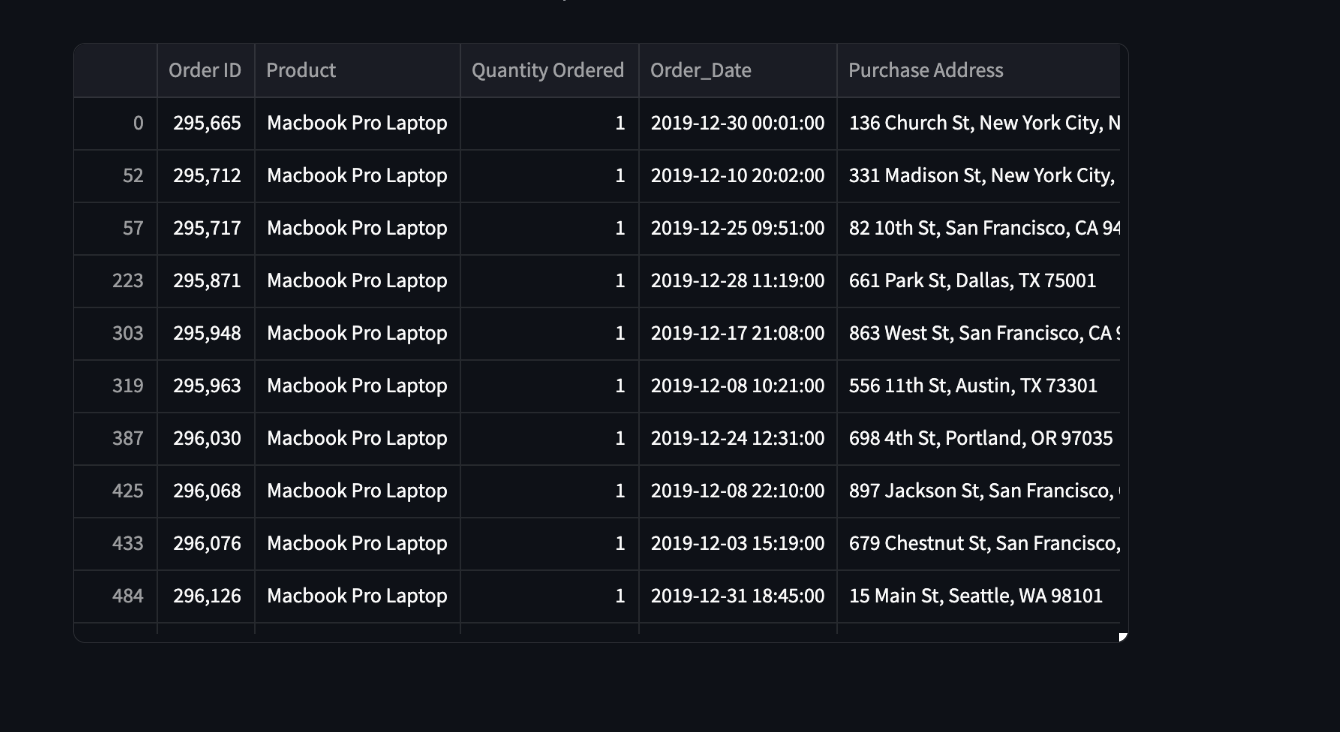 Order ID Product Quantity Ordered Order_Date Purchase Address
0 295,665 Macbook Pro Laptop 1 2019-12-30 00:01:00 136 Church St, New York City, N
52 295,712 Macbook Pro Laptop 1 2019-12-10 20:02:00 331 Madison St, New York City,
57 295,717 Macbook Pro Laptop 1 2019-12-25 09:51:00 82 10th St, San Francisco, CA 94
223 295,871 Macbook Pro Laptop 1 2019-12-28 11:19:00 661 Park St, Dallas, TX 75001
303 295,948 Macbook Pro Laptop 1 2019-12-17 21:08:00 863 West St, San Francisco, CA
319 295,963 Macbook Pro Laptop 1 2019-12-08 10:21:00 556 11th St, Austin, TX 73301
387 296,030 Macbook Pro Laptop 1 2019-12-24 12:31:00 698 4th St, Portland, OR 97035
425 296,068 Macbook Pro Laptop 1 2019-12-08 22:10:00 897 Jackson St, San Francisco,
433 296,076 Macbook Pro Laptop 1 2019-12-03 15:19:00 679 Chestnut St, San Francisco,
484 296,126 Macbook Pro Laptop 1 2019-12-31 18:45:00 15 Main St, Seattle, WA 98101